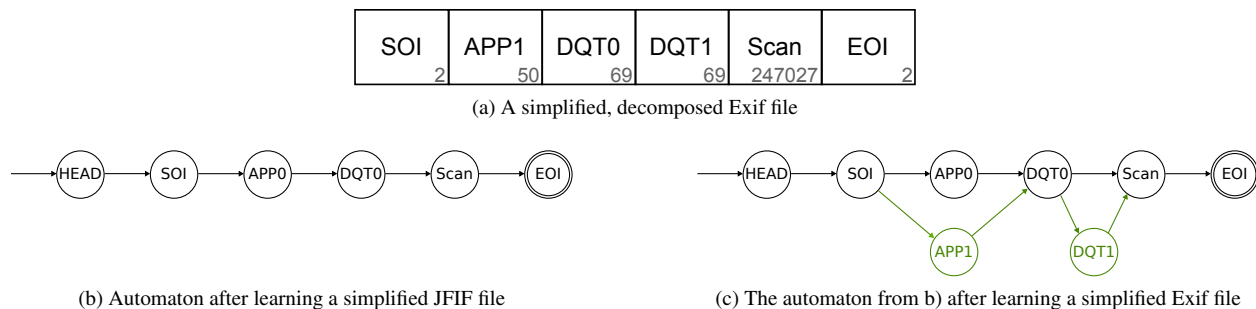 SOI APP1 DQT0 DQT1 Scan EOI
2 50 69 69 247027 2
(a) A simplified, decomposed Exif file
HEAD SOI APP0 DQT0 Scan EOI
(b) Automaton after learning a simplified JFIF file
HEAD SOI APP0 DQT0 Scan EOI
APP1 DQT1
(c) The automaton from b) after learning a simplified Exif file